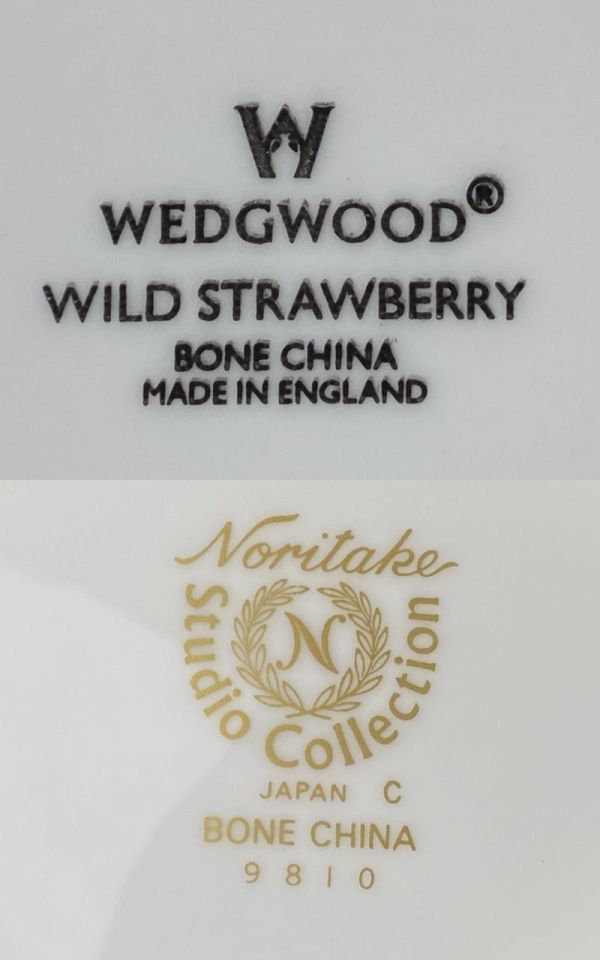 W
WEDGWOOD®
WILD STRAWBERRY
BONE CHINA
MADE IN ENGLAND
Noritake
N
Studio Collection
JAPAN C
BONE CHINA
9810